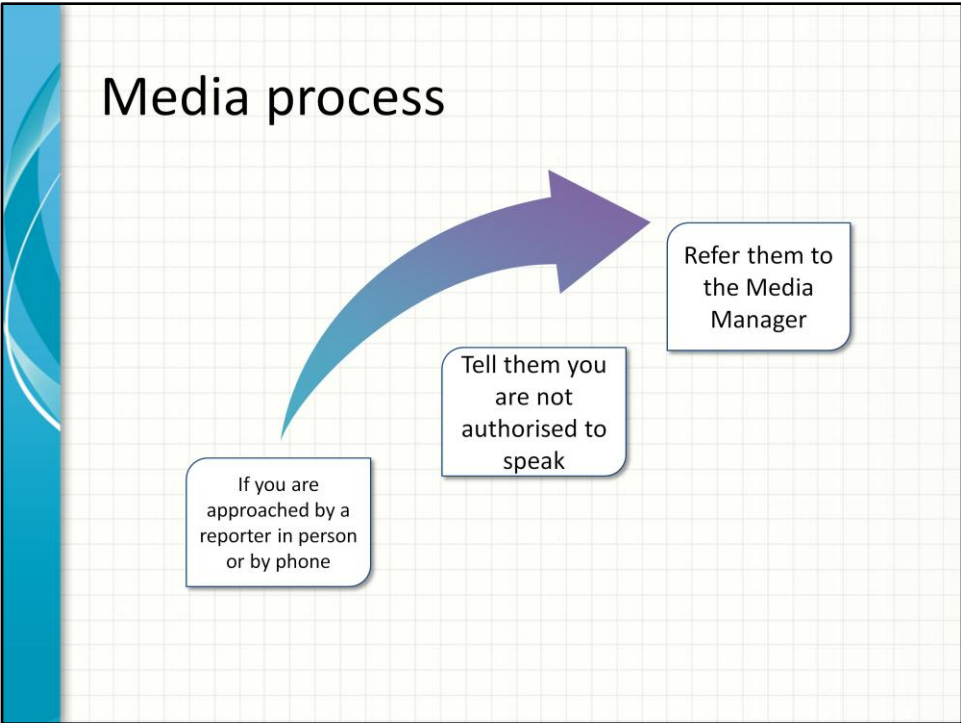 Media process
If you are
approached by a
reporter in person
or by phone
Tell them you
are not
authorised to
speak
Refer them to
the Media
Manager